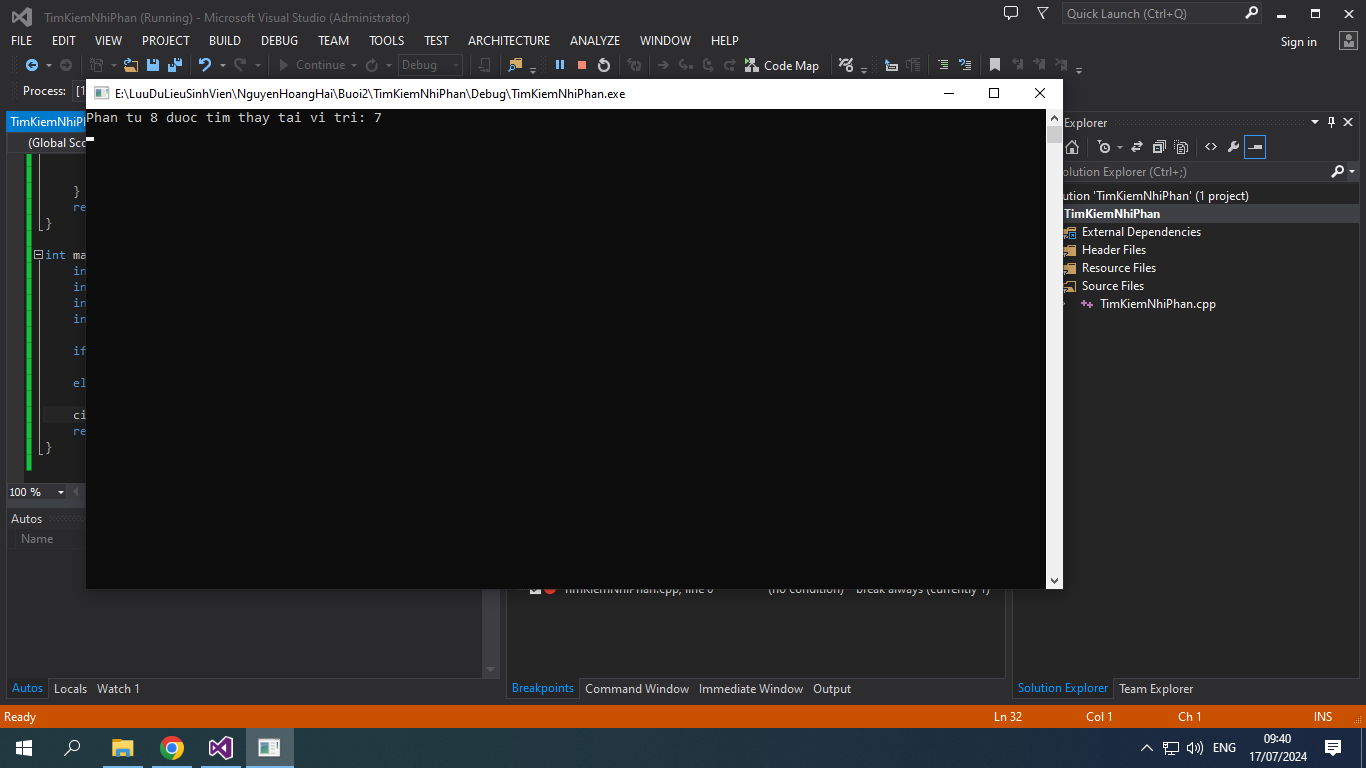 TimKiemNhiPhan (Running) - Microsoft Visual Studio (Administrator)
Quick Launch (Ctrl+Q)
FILE EDIT VIEW PROJECT BUILD DEBUG TEAM TOOLS TEST ARCHITECTURE ANALYZE WINDOW HELP
Sign in
Continue Debug Code Map
Process: [1
E:\LuuDuLieuSinhVien\NguyenHoangHai\Buoi2\TimKiemNhiPhan\Debug\TimKiemNhiPhan.exe
Phan tu 8 duoc tim thay tai vi tri: 7
TimKiemNhiPh
(Global Sco
}
re
}
int ma
in
in
in
in
if
el
ci
re
}
100 %
Autos
Name
Explorer
olution Explorer (Ctrl+;)
ution 'TimKiemNhiPhan' (1 project)
TimKiemNhiPhan
External Dependencies
Header Files
Resource Files
Source Files
TimKiemNhiPhan.cpp
TimKiemNhiPhan.cpp, line 6 (no condition) Break always (currently 1)
Autos Locals Watch 1
Breakpoints Command Window Immediate Window Output
Solution Explorer Team Explorer
Ready Ln 32 Col 1 Ch 1 INS
ENG
09:40
17/07/2024